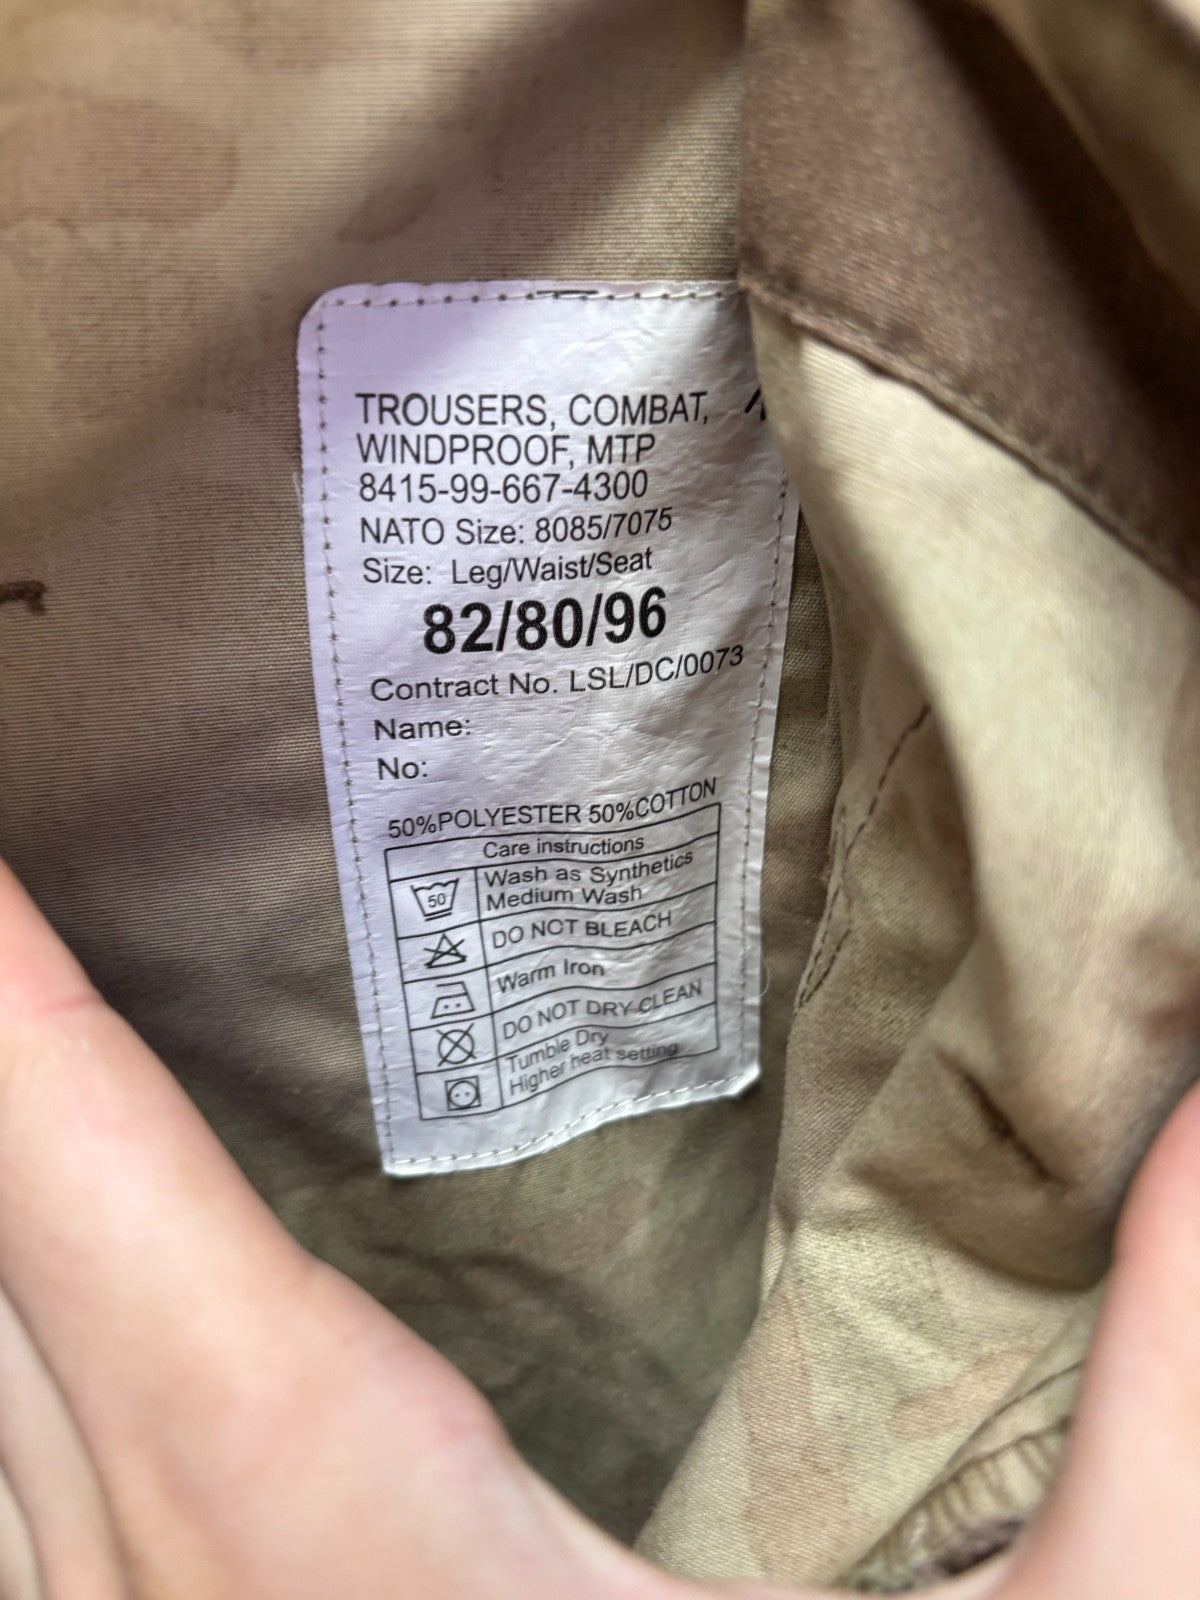 TROUSERS, COMBAT,
WINDPROOF, MTP
8415-99-667-4300
NATO Size: 8085/7075
Size: Leg/Waist/Seat
82/80/96
Contract No. LSL/DC/0073
Name:
No:
50%POLYESTER 50%COTTON
Care instructions
50
Wash as Synthetics
Medium Wash
DO NOT BLEACH
Warm Iron
DO NOT DRY CLEAN
Tumble Dry
Higher heat setting